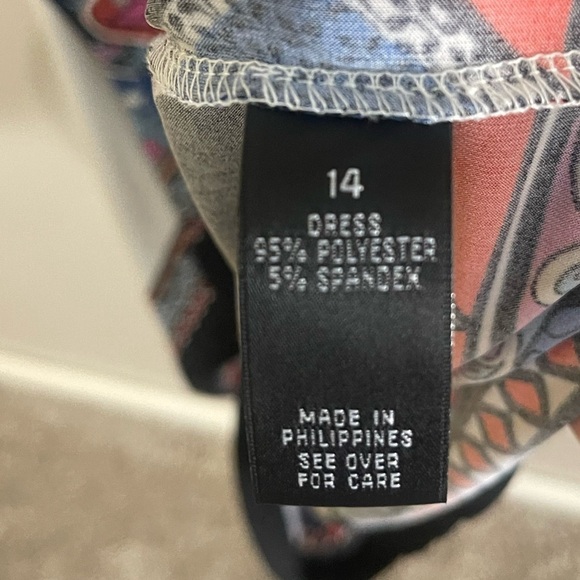 14
DRESS
95% POLYESTER
5% SPANDEX
MADE IN
PHILIPPINES
SEE OVER
FOR CARE